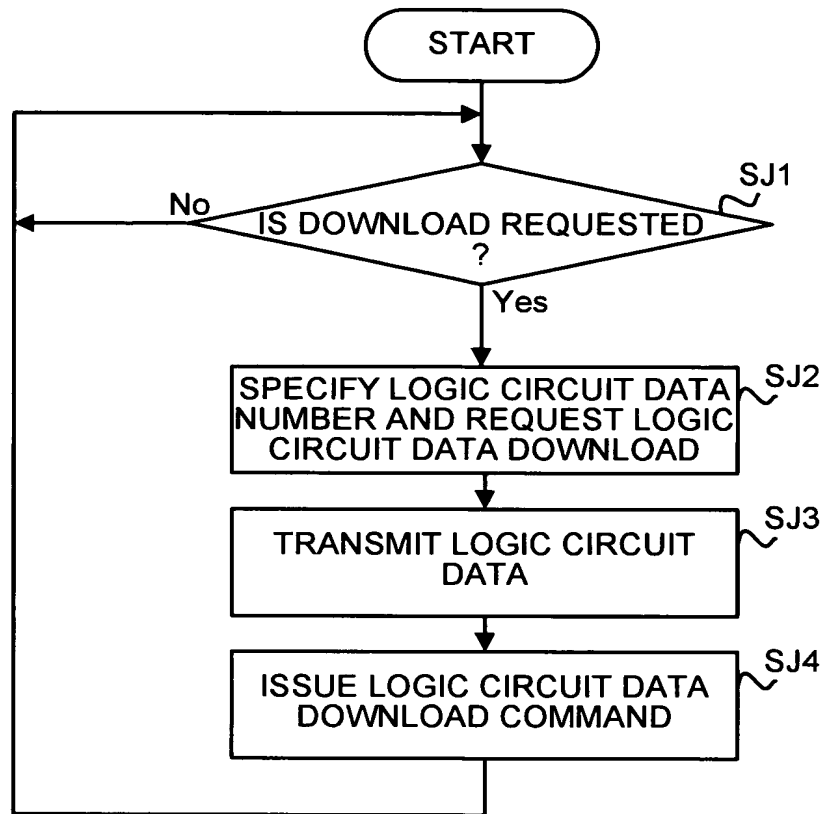 START
SJ1
No
IS DOWNLOAD REQUESTED
?
Yes
SJ2
SPECIFY LOGIC CIRCUIT DATA
NUMBER AND REQUEST LOGIC
CIRCUIT DATA DOWNLOAD
SJ3
TRANSMIT LOGIC CIRCUIT
DATA
SJ4
ISSUE LOGIC CIRCUIT DATA
DOWNLOAD COMMAND